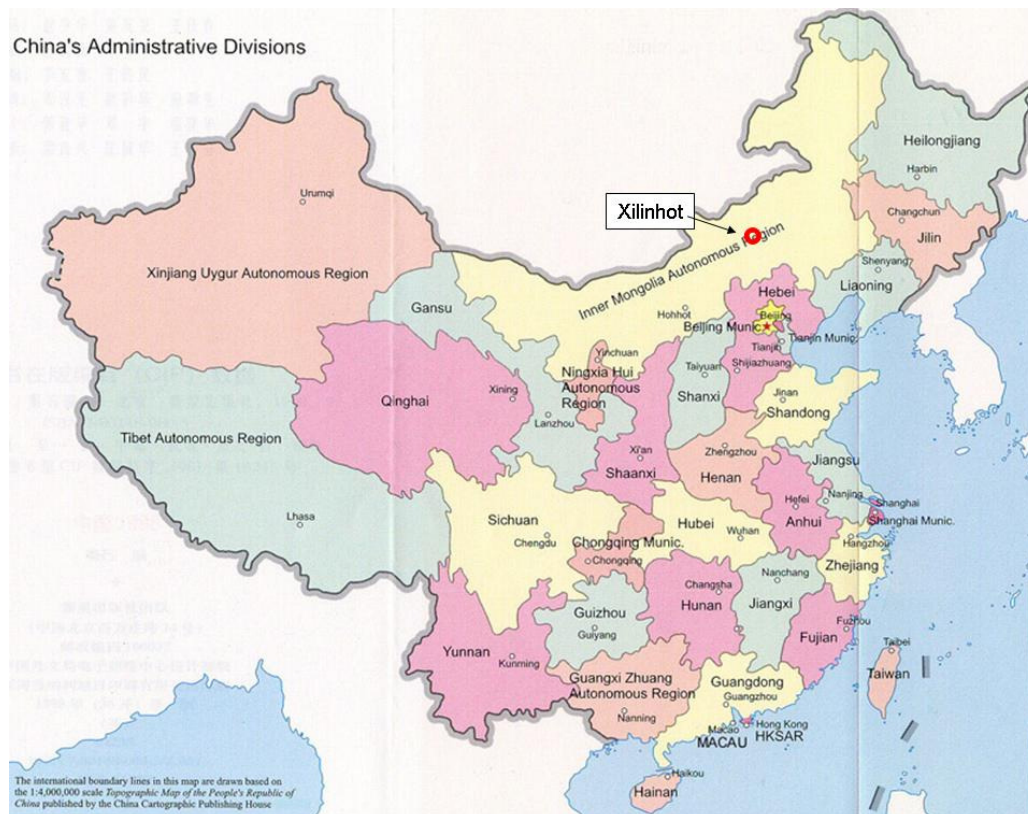 China's Administrative Divisions
Heilongjiang
Harbin
Urumqi
Xilinhot
Changchun
Jilin
Inner Mongolia Autonomous Region
Shenyang
Xinjiang Uygur Autonomous Region
Liaoning
Gansu
Hebei
Hohhot
Beijing
Beijing Munic.
Tianjin
Tianjin Munic.
Yinchuan
Ningxia Hui
Autonomous
Region
Taiyuan
Shijiazhuang
Xining
Qinghai
Shanxi
Jinan
Shandong
Lanzhou
Tibet Autonomous Region
Xi'an
Shaanxi
Zhengzhou
Henan
Jiangsu
Hefei
Nanjing
Anhui
Shanghai
Shanghai Munic.
Lhasa
Sichuan
Chengdu
Hubei
Wuhan
Chongqing Munic.
Chongqing
Hangzhou
Zhejiang
Nanchang
Changsha
Hunan
Jiangxi
Guizhou
Guiyang
Fuzhou
Fujian
Taibei
Taiwan
Yunnan
Kunming
Guangxi Zhuang
Autonomous Region
Nanning
Guangdong
Guangzhou
Macao
MACAU
Hong Kong
HKSAR
Haikou
Hainan
The international boundary lines in this map are drawn based on
the 1:4,000,000 scale Topographic Map of the People's Republic of
China published by the China Cartographic Publishing House